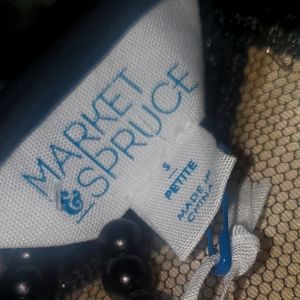 MARKET
& SPRUCE
S
PETITE
MADE IN
CHINA